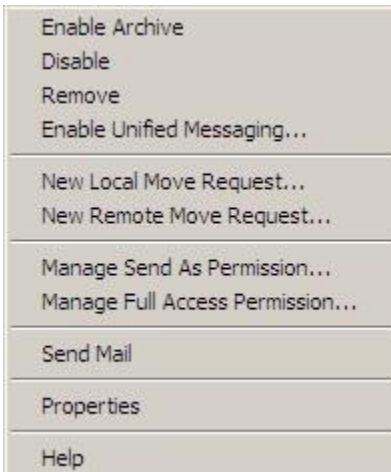 Enable Archive
Disable
Remove
Enable Unified Messaging...
New Local Move Request...
New Remote Move Request...
Manage Send As Permission...
Manage Full Access Permission...
Send Mail
Properties
Help